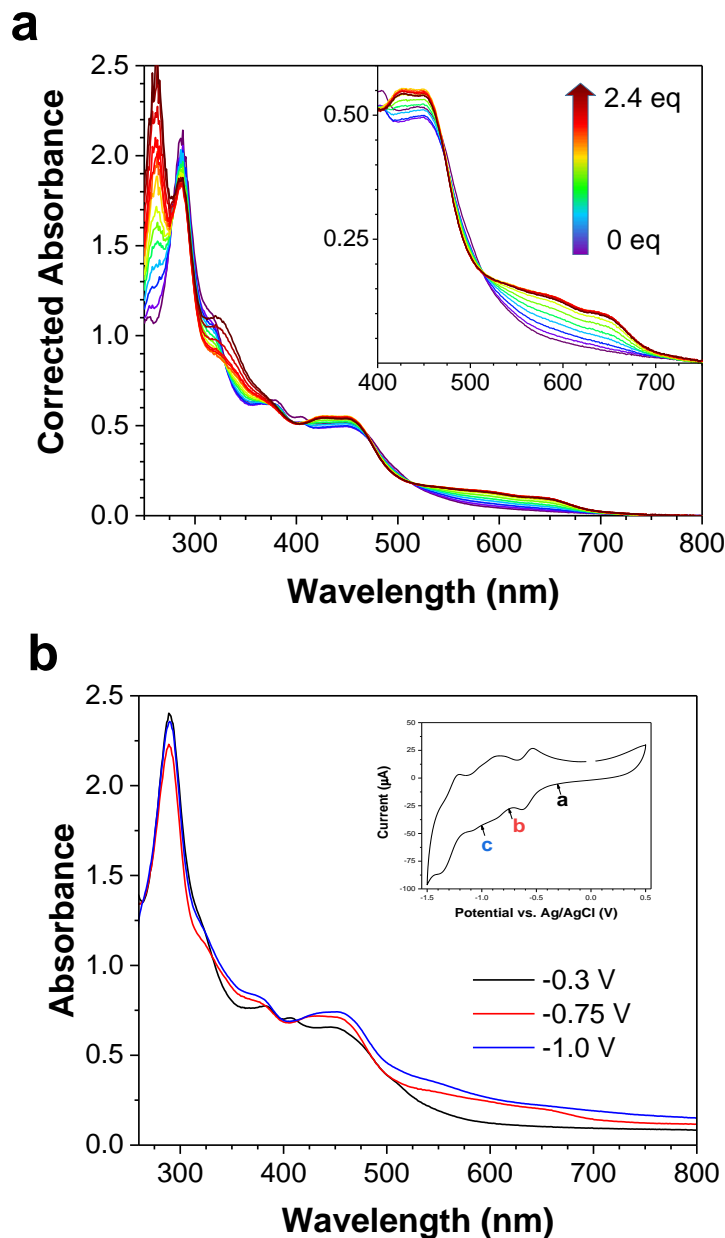 a
2.5
2.0
1.5
1.0
0.5
0.0
Corrected Absorbance
300 400 500 600 700 800
Wavelength (nm)
0.50
0.25
400 500 600 700
2.4 eq
0 eq
b
2.5
2.0
1.5
1.0
0.5
0.0
Absorbance
300 400 500 600 700 800
Wavelength (nm)
50
25
0
-25
-50
-75
-100
Current (µA)
-1.5 -1.0 -0.5 0.0 0.5
Potential vs. Ag/AgCl (V)
a
b
c
-0.3 V
-0.75 V
-1.0 V